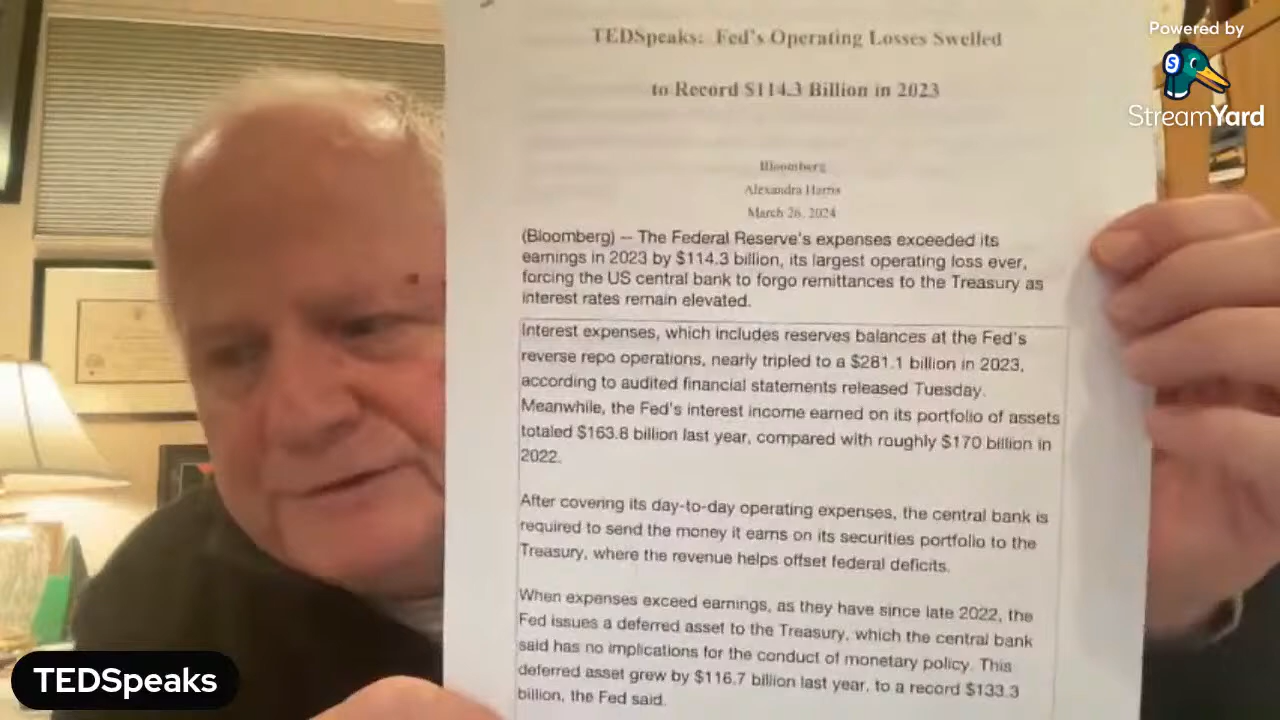 Powered by
StreamYard
TEDSpeaks: Fed's Operating Losses Swelled
to Record $114.3 Billion in 2023
Bloomberg
Alexandra Harris
March 26, 2024
(Bloomberg) – The Federal Reserve's expenses exceeded its
earnings in 2023 by $114.3 billion, its largest operating loss ever,
forcing the US central bank to forgo remittances to the Treasury as
interest rates remain elevated.
Interest expenses, which includes reserves balances at the Fed's
reverse repo operations, nearly tripled to a $281.1 billion in 2023,
according to audited financial statements released Tuesday.
Meanwhile, the Fed's interest income earned on its portfolio of assets
totaled $163.8 billion last year, compared with roughly $170 billion in
2022.
After covering its day-to-day operating expenses, the central bank is
required to send the money it earns on its securities portfolio to the
Treasury, where the revenue helps offset federal deficits.
When expenses exceed earnings, as they have since late 2022, the
Fed issues a deferred asset to the Treasury, which the central bank
said has no implications for the conduct of monetary policy. This
deferred asset grew by $116.7 billion last year, to a record $133.3
billion, the Fed said.
TEDSpeaks